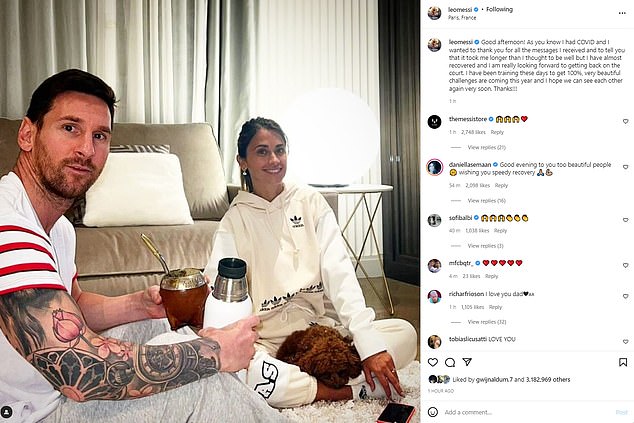 leomessi • Following
Paris, France
leomessi Good afternoon! As you know I had COVID and I
wanted to thank you for all the messages I received and to tell you
that it took me longer than I thought to be well but I have almost
recovered and I am really looking forward to getting back on the
court. I have been training these days to get 100%, very beautiful
challenges are coming this year and I hope we can see each other
again very soon. Thanks!!!
1 h
themessistore
1 h 2,748 likes Reply
View replies (21)
daniellasemaan Good evening to you too beautiful people
wishing you speedy recovery
54 m 2,098 likes Reply
View replies (16)
sofibalbi
40 m 1,838 likes Reply
View replies (3)
mfcbqtr_
4 m 23 likes Reply
richarfrioson I love you dad
1 h 1,105 likes Reply
View replies (32)
tobiaslicusatti LOVE YOU
Liked by gwijnaldum.7 and 3,182,969 others
1 HOUR AGO
Add a comment...
Post
adidas